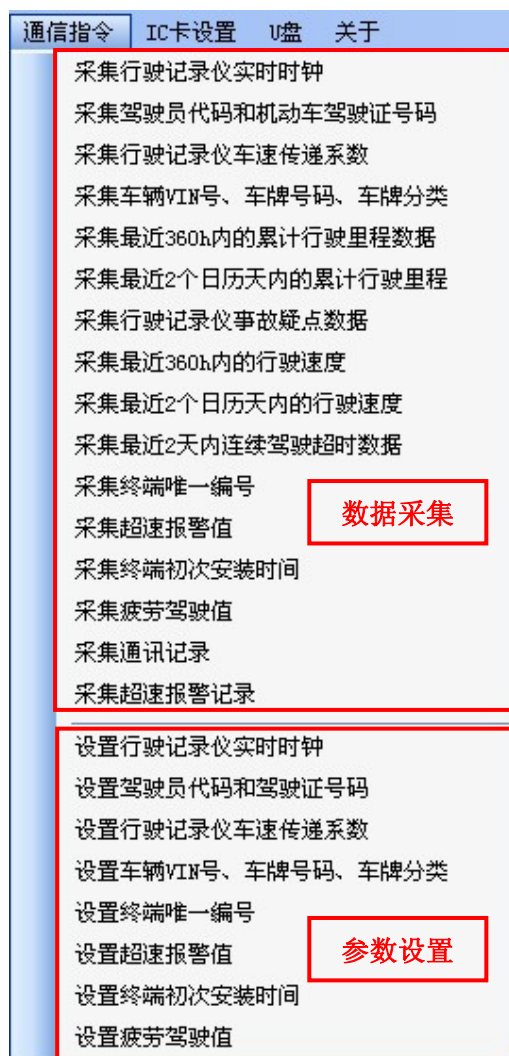 通信指令 IC卡设置 U盘 关于
采集行驶记录仪实时时钟
采集驾驶员代码和机动车驾驶证号码
采集行驶记录仪车速传递系数
采集车辆VIN号、车牌号码、车牌分类
采集最近360h内的累计行驶里程数据
采集最近2个日历天内的累计行驶里程
采集行驶记录仪事故疑点数据
采集最近360h内的行驶速度
采集最近2个日历天内的行驶速度
采集最近2天内连续驾驶超时数据
采集终端唯一编号
数据采集
采集超速报警值
采集终端初次安装时间
采集疲劳驾驶值
采集通讯记录
采集超速报警记录
设置行驶记录仪实时时钟
设置驾驶员代码和驾驶证号码
设置行驶记录仪车速传递系数
设置车辆VIN号、车牌号码、车牌分类
设置终端唯一编号
设置超速报警值
参数设置
设置终端初次安装时间
设置疲劳驾驶值